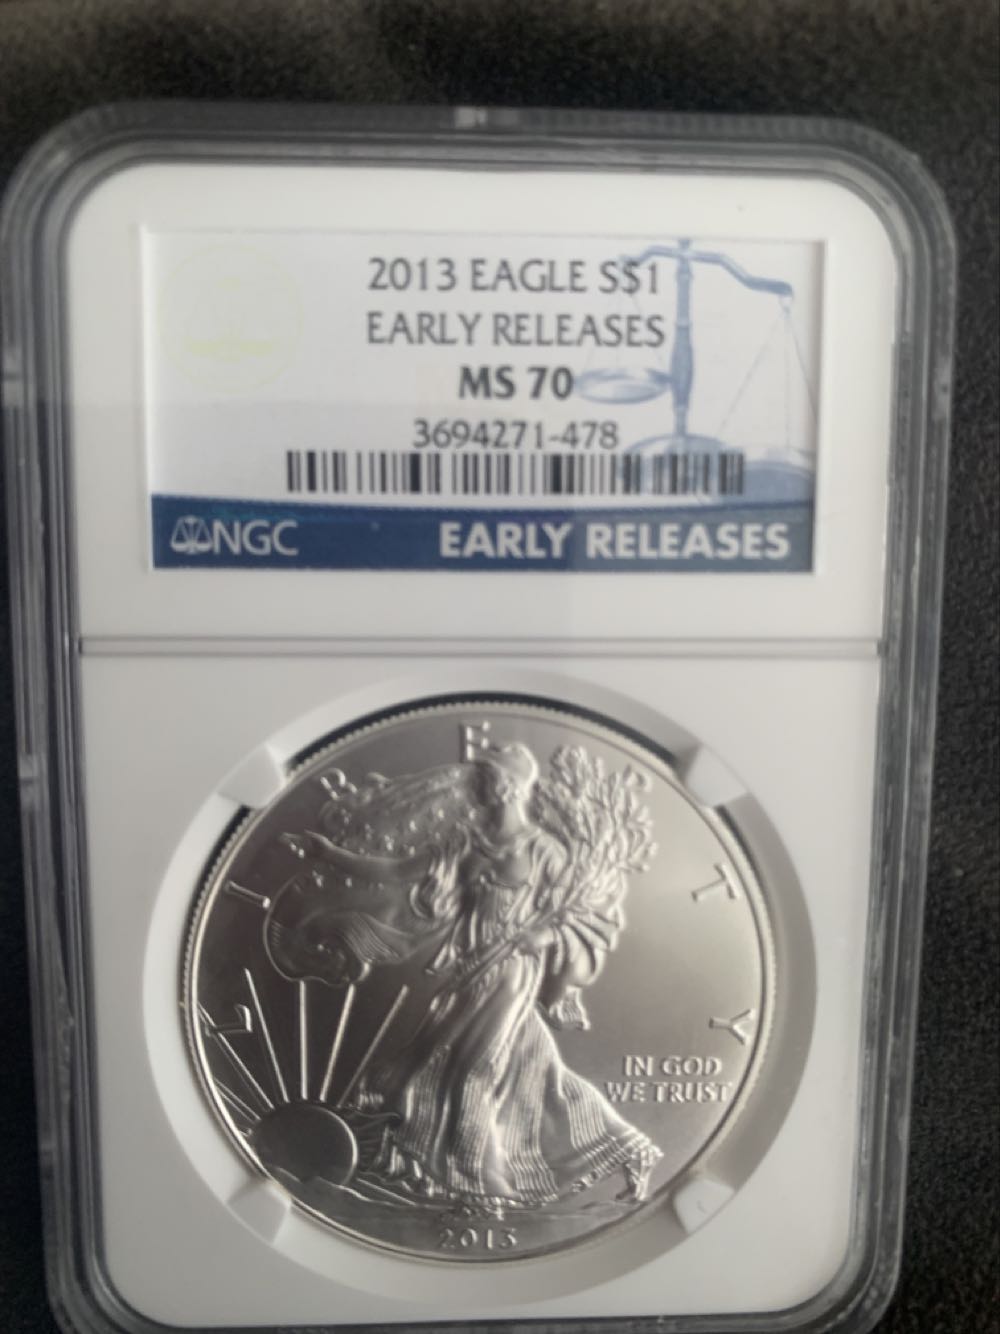 2013 EAGLE S$1
EARLY RELEASES
MS 70
3694271-478
NGC EARLY RELEASES
LIBERTY
IN GOD
WE TRUST
2013